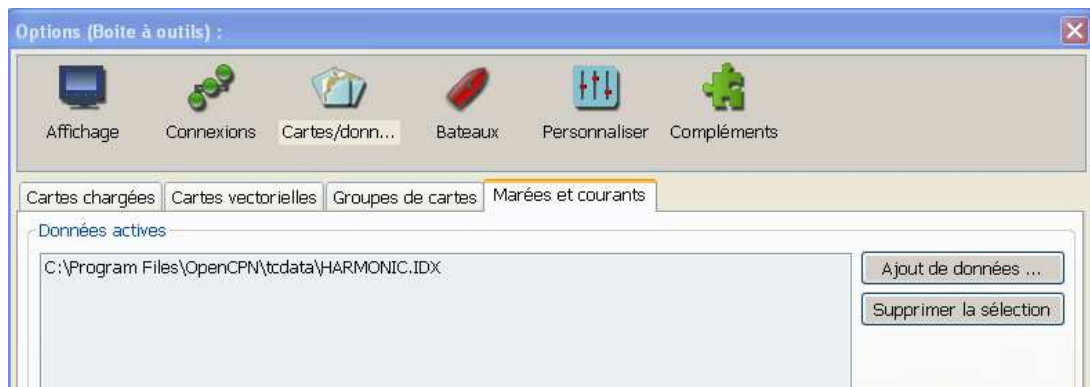 Options (Boite à outils) :
Affichage Connexions Cartes/donn... Bateaux Personnaliser Compléments
Cartes chargées Cartes vectorielles Groupes de cartes Marées et courants
Données actives
C:\Program Files\OpenCPN\tcdata\HARMONIC.IDX
Ajout de données ...
Supprimer la sélection